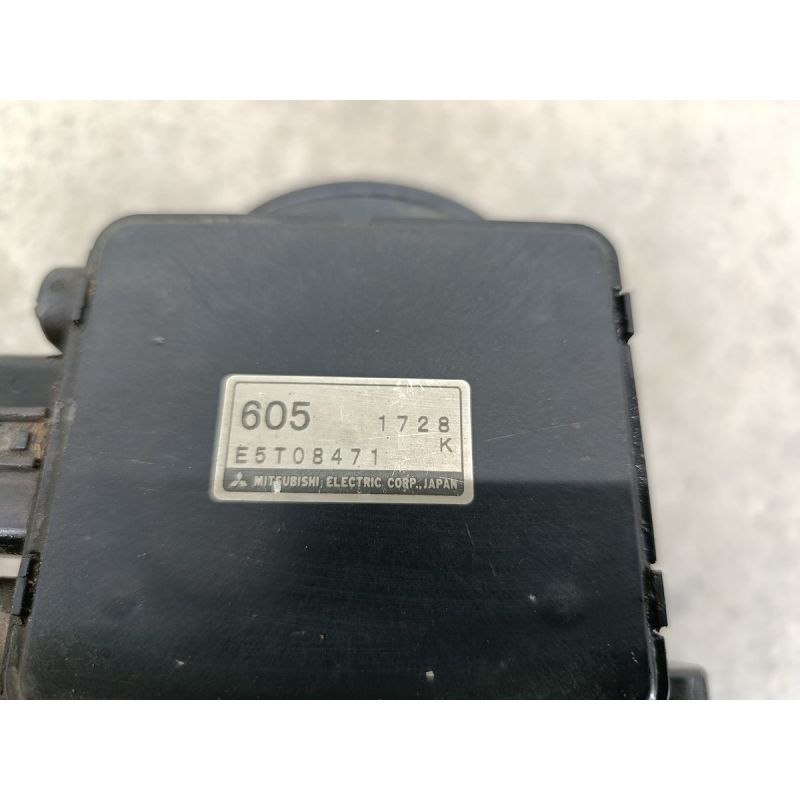 605 1728
E5T08471 K
MITSUBISHI ELECTRIC CORP., JAPAN